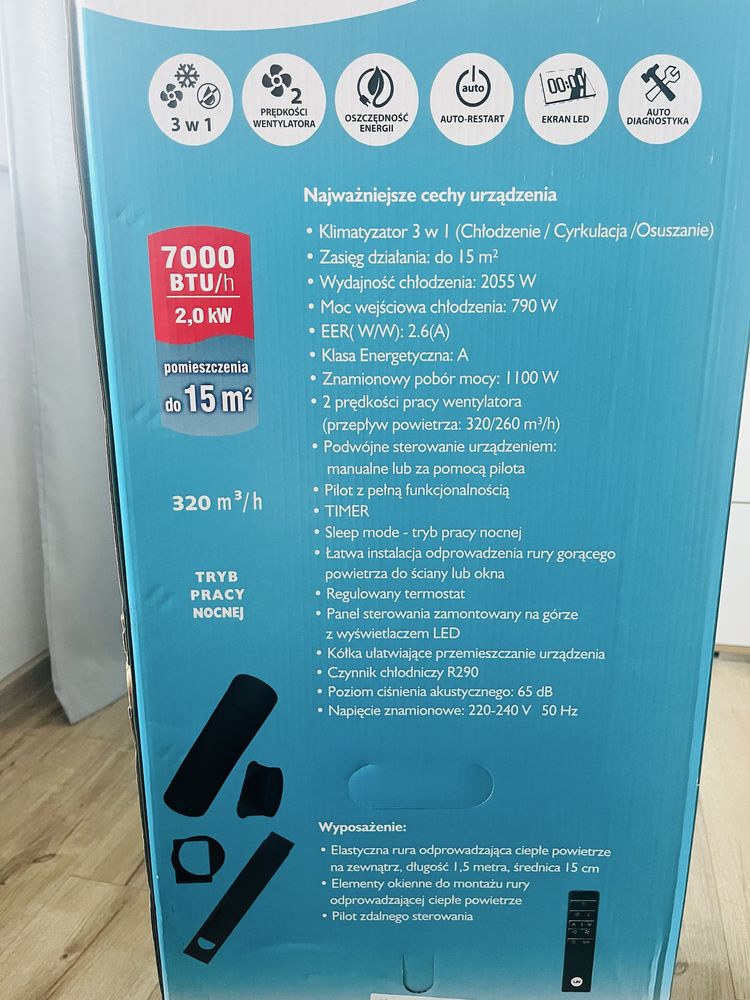 3 w 1
2
PRĘDKOŚCI
WENTYLATORA
OSZCZĘDNOŚĆ
ENERGII
auto
AUTO-RESTART
EKRAN LED
AUTO
DIAGNOSTYKA
Najważniejsze cechy urządzenia
7000
BTU/h
2,0 kW
pomieszczenia
do 15 m²
320 m³/h
TRYB
PRACY
NOCNEJ
• Klimatyzator 3 w 1 (Chłodzenie / Cyrkulacja /Osuszanie)
• Zasięg działania: do 15 m²
• Wydajność chłodzenia: 2055 W
• Moc wejściowa chłodzenia: 790 W
• EER( W/W): 2.6(A)
• Klasa Energetyczna: A
• Znamionowy pobór mocy: 1100 W
• 2 prędkości pracy wentylatora
(przepływ powietrza: 320/260 m³/h)
• Podwójne sterowanie urządzeniem:
manualne lub za pomocą pilota
• Pilot z pełną funkcjonalnością
• TIMER
• Sleep mode - tryb pracy nocnej
• Łatwa instalacja odprowadzenia rury gorącego
powietrza do ściany lub okna
• Regulowany termostat
• Panel sterowania zamontowany na górze
z wyświetlaczem LED
• Kółka ułatwiające przemieszczanie urządzenia
• Czynnik chłodniczy R290
• Poziom ciśnienia akustycznego: 65 dB
• Napięcie znamionowe: 220-240 V 50 Hz
Wyposażenie:
• Elastyczna rura odprowadzająca ciepłe powietrze
na zewnątrz, długość 1,5 metra, średnica 15 cm
• Elementy okienne do montażu rury
odprowadzającej ciepłe powietrze
• Pilot zdalnego sterowania